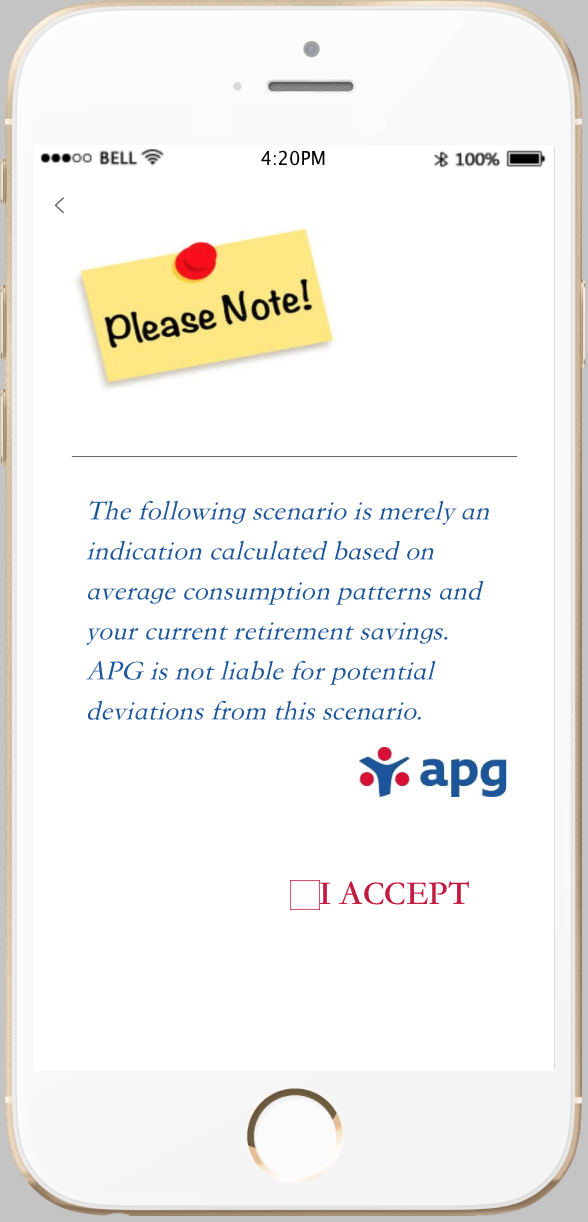 BELL
4:20PM
100%
Please Note!
The following scenario is merely an
indication calculated based on
average consumption patterns and
your current retirement savings.
APG is not liable for potential
deviations from this scenario.
apg
I ACCEPT